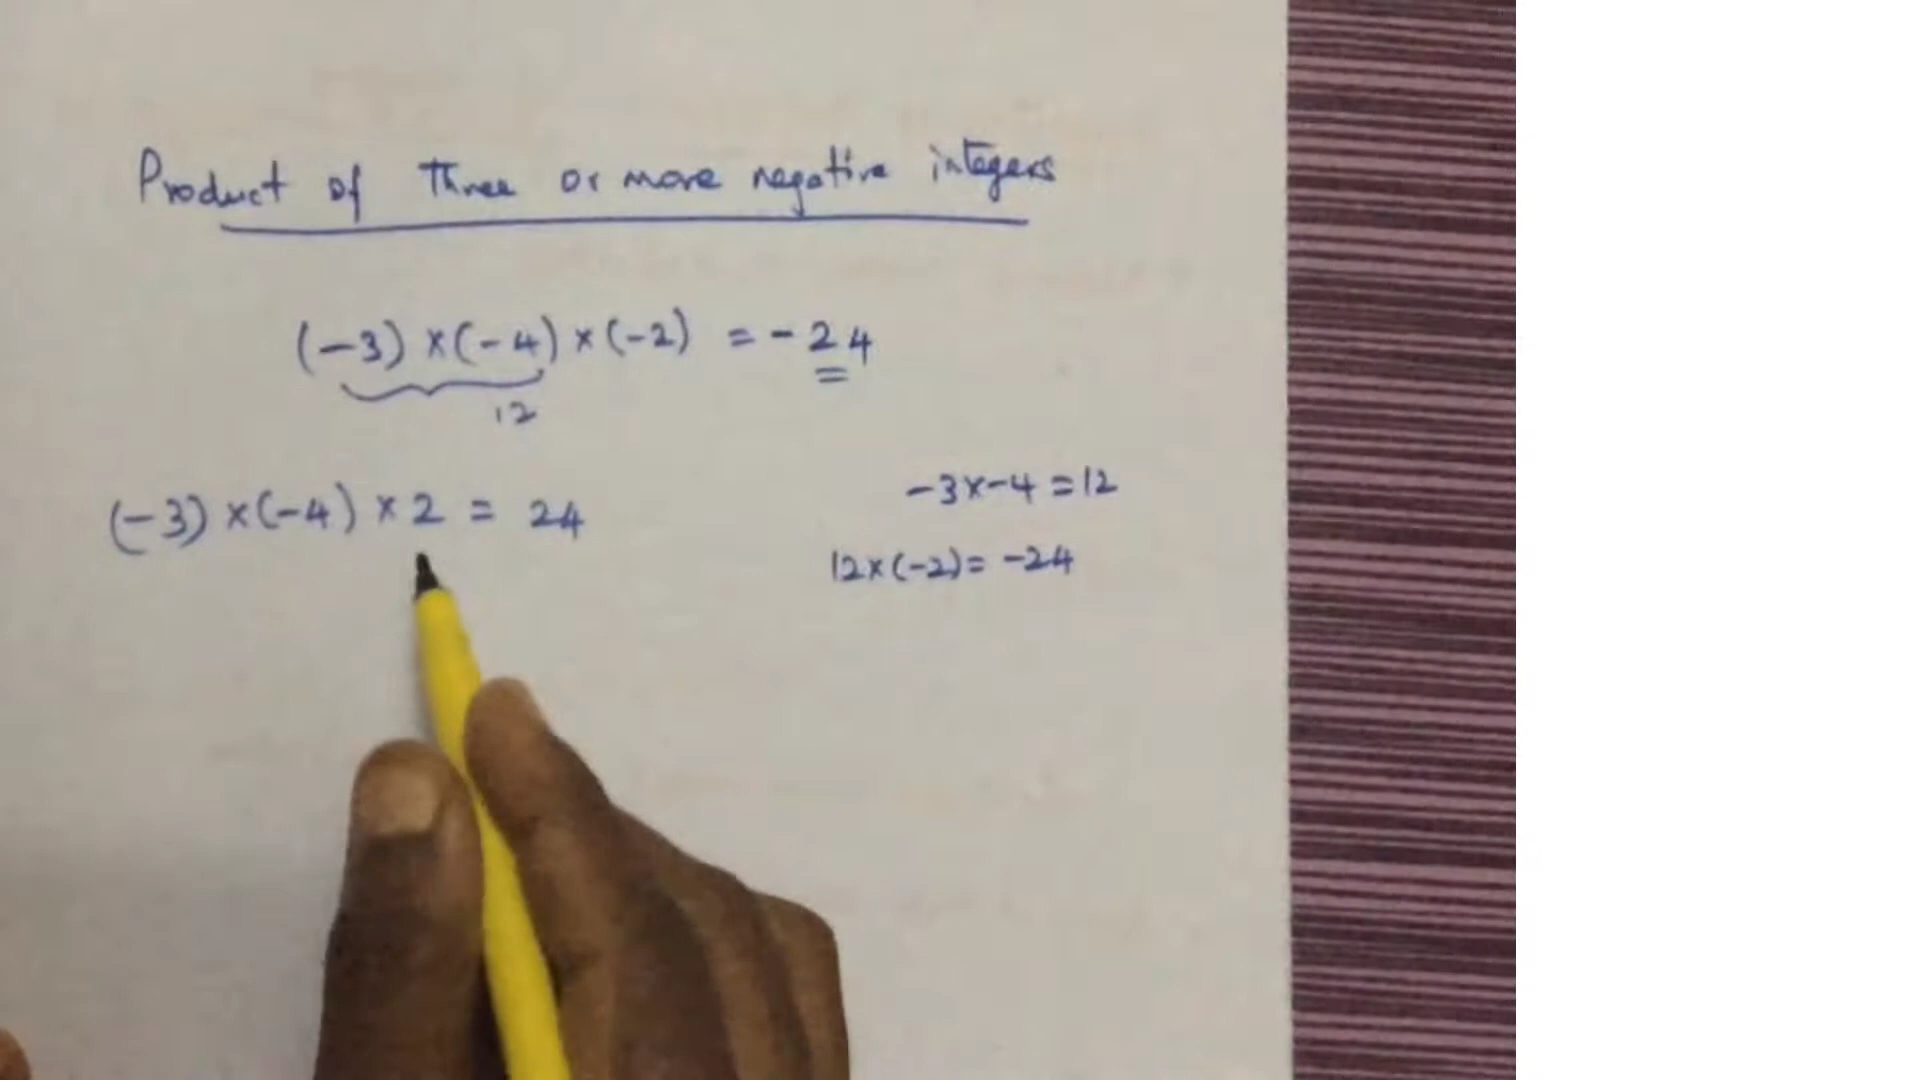 Product of Three or more negative integers
(-3) ×(-4) ×(-2) = -24
12
(-3) ×(-4) × 2 = 24
-3×-4 =12
12×(-2)= -24